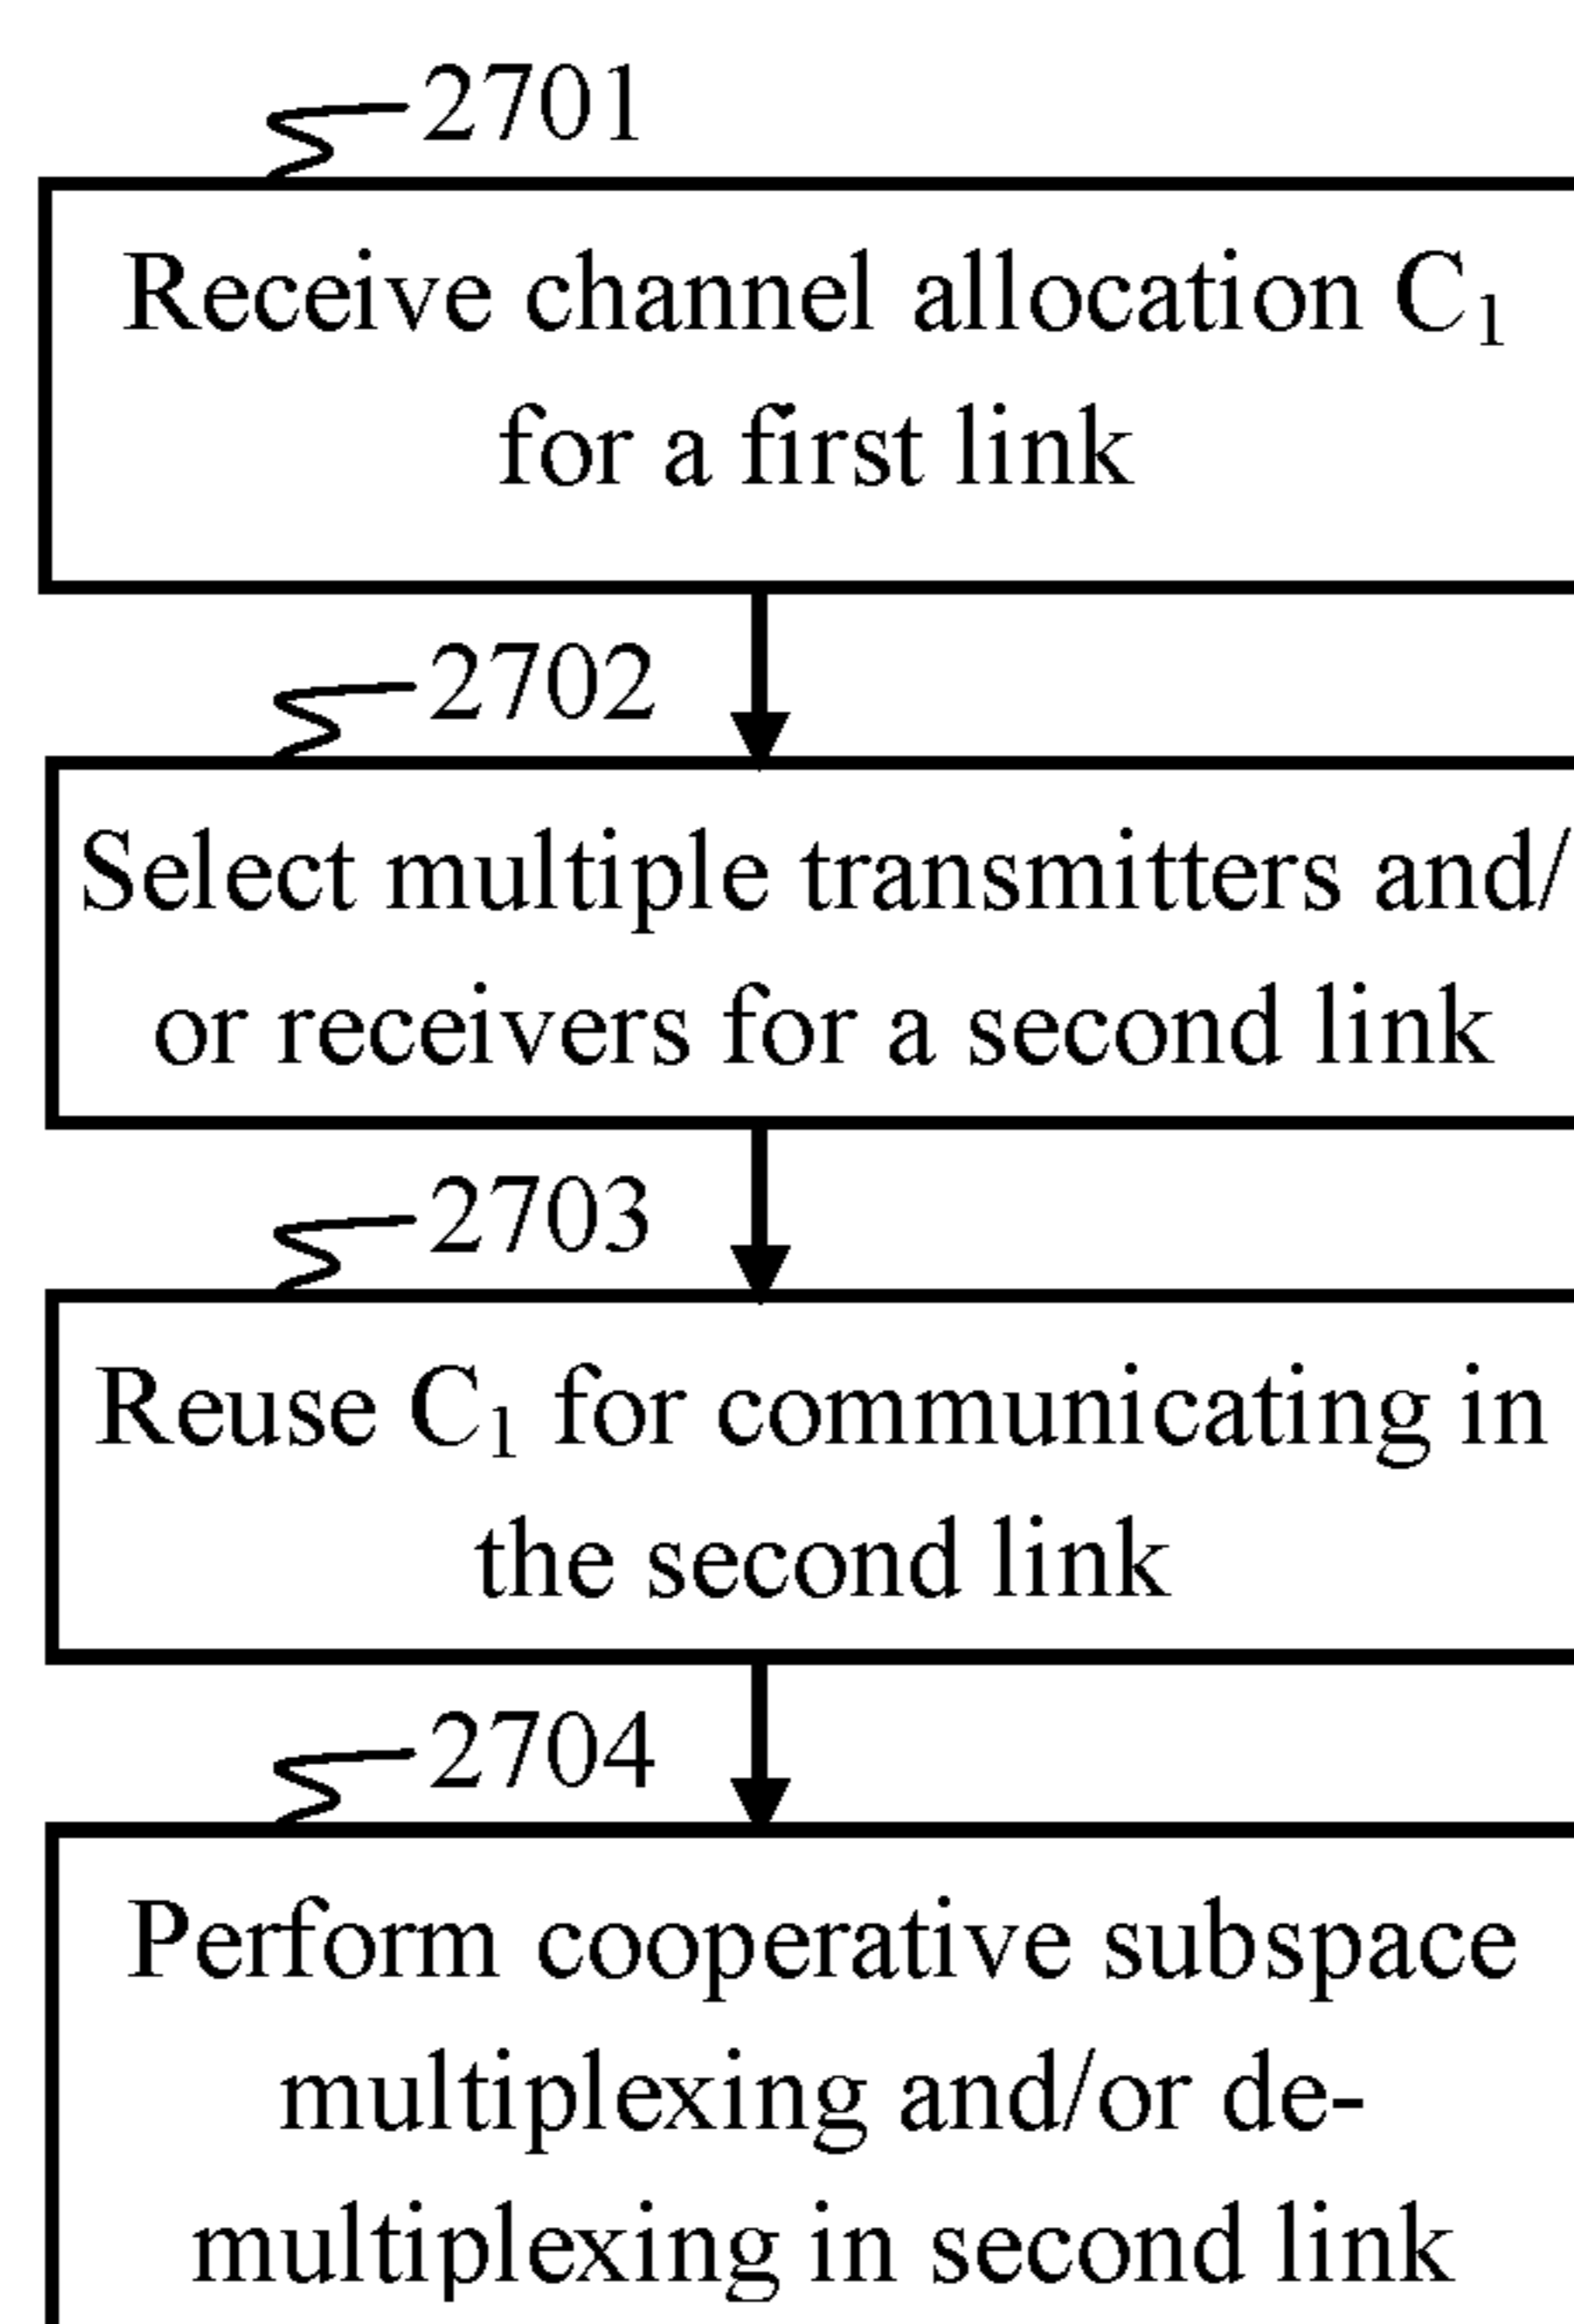 2701
Receive channel allocation C₁
for a first link
2702
Select multiple transmitters and/
or receivers for a second link
2703
Reuse C₁ for communicating in
the second link
2704
Perform cooperative subspace
multiplexing and/or de-
multiplexing in second link